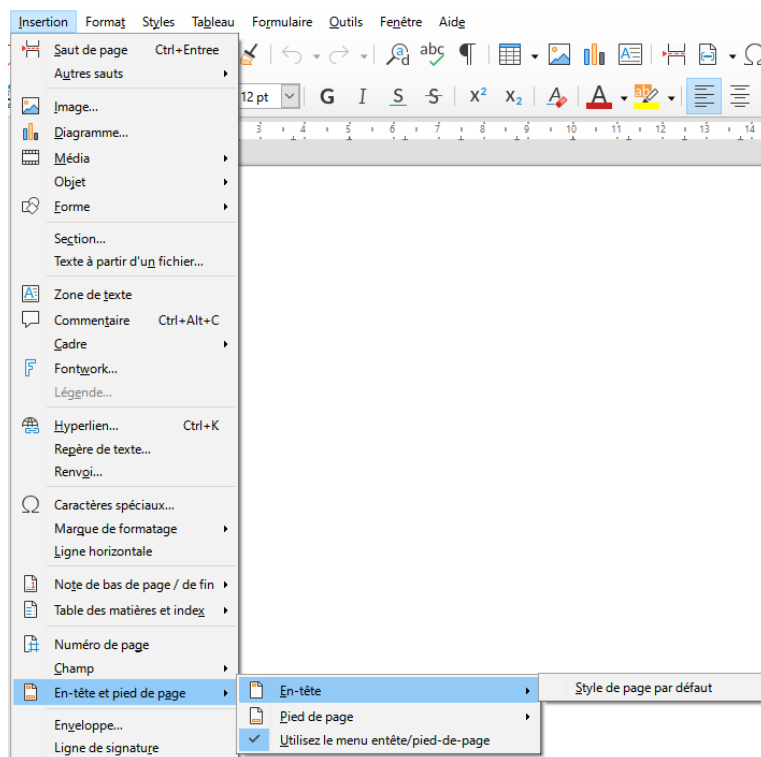 Insertion Format Styles Tableau Formulaire Outils Fenêtre Aide
Saut de page Ctrl+Entree
Autres sauts
Image...
Diagramme...
Média
Objet
Forme
Section...
Texte à partir d'un fichier...
Zone de texte
Commentaire Ctrl+Alt+C
Cadre
Fontwork...
Légende...
Hyperlien... Ctrl+K
Repère de texte...
Renvoi...
Caractères spéciaux...
Marque de formatage
Ligne horizontale
Note de bas de page / de fin
Table des matières et index
Numéro de page
Champ
En-tête et pied de page
Enveloppe...
Ligne de signature
abc
12 pt G I S S X² X₂ A A ab
3 4 5 6 7 8 9 10 11 12 13 14
En-tête
Pied de page
Utilisez le menu entête/pied-de-page
Style de page par défaut